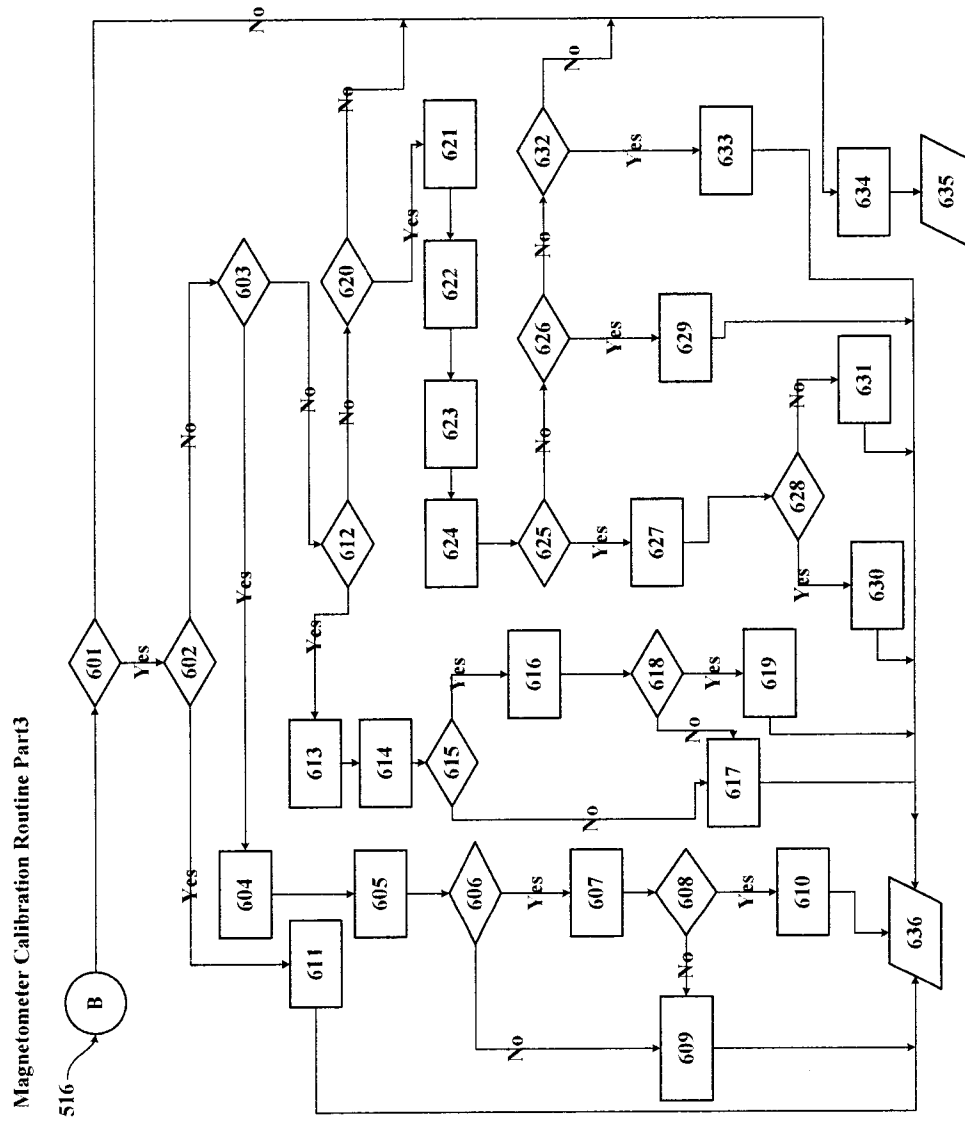 Magnetometer Calibration Routine Part3
516
B
601
No
Yes
602
Yes
No
603
Yes
No
604
611
605
606
Yes
No
607
608
Yes
No
609
610
612
Yes
No
613
614
615
Yes
No
616
618
No
Yes
617
619
620
No
Yes
621
622
623
624
625
No
Yes
626
No
Yes
627
628
Yes
No
629
630
631
632
No
Yes
633
634
635
636